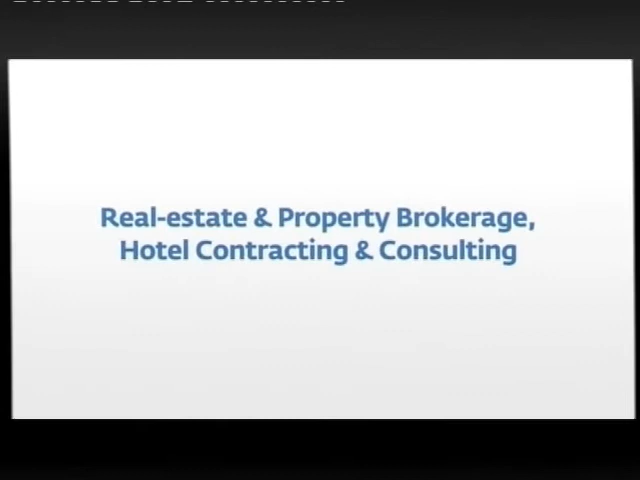 Real-estate & Property Brokerage,
Hotel Contracting & Consulting